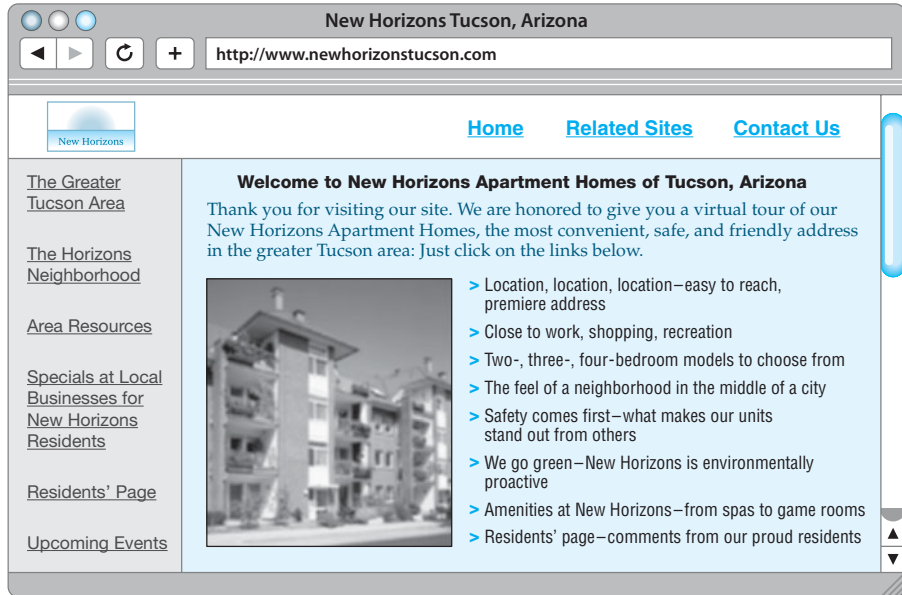 New Horizons Tucson, Arizona
http://www.newhorizonstucson.com
New Horizons
Home Related Sites Contact Us
The Greater
Tucson Area
The Horizons
Neighborhood
Area Resources
Specials at Local
Businesses for
New Horizons
Residents
Residents' Page
Upcoming Events
Welcome to New Horizons Apartment Homes of Tucson, Arizona
Thank you for visiting our site. We are honored to give you a virtual tour of our
New Horizons Apartment Homes, the most convenient, safe, and friendly address
in the greater Tucson area: Just click on the links below.
> Location, location, location–easy to reach,
premiere address
> Close to work, shopping, recreation
> Two-, three-, four-bedroom models to choose from
> The feel of a neighborhood in the middle of a city
> Safety comes first–what makes our units
stand out from others
> We go green–New Horizons is environmentally
proactive
> Amenities at New Horizons–from spas to game rooms
> Residents' page–comments from our proud residents